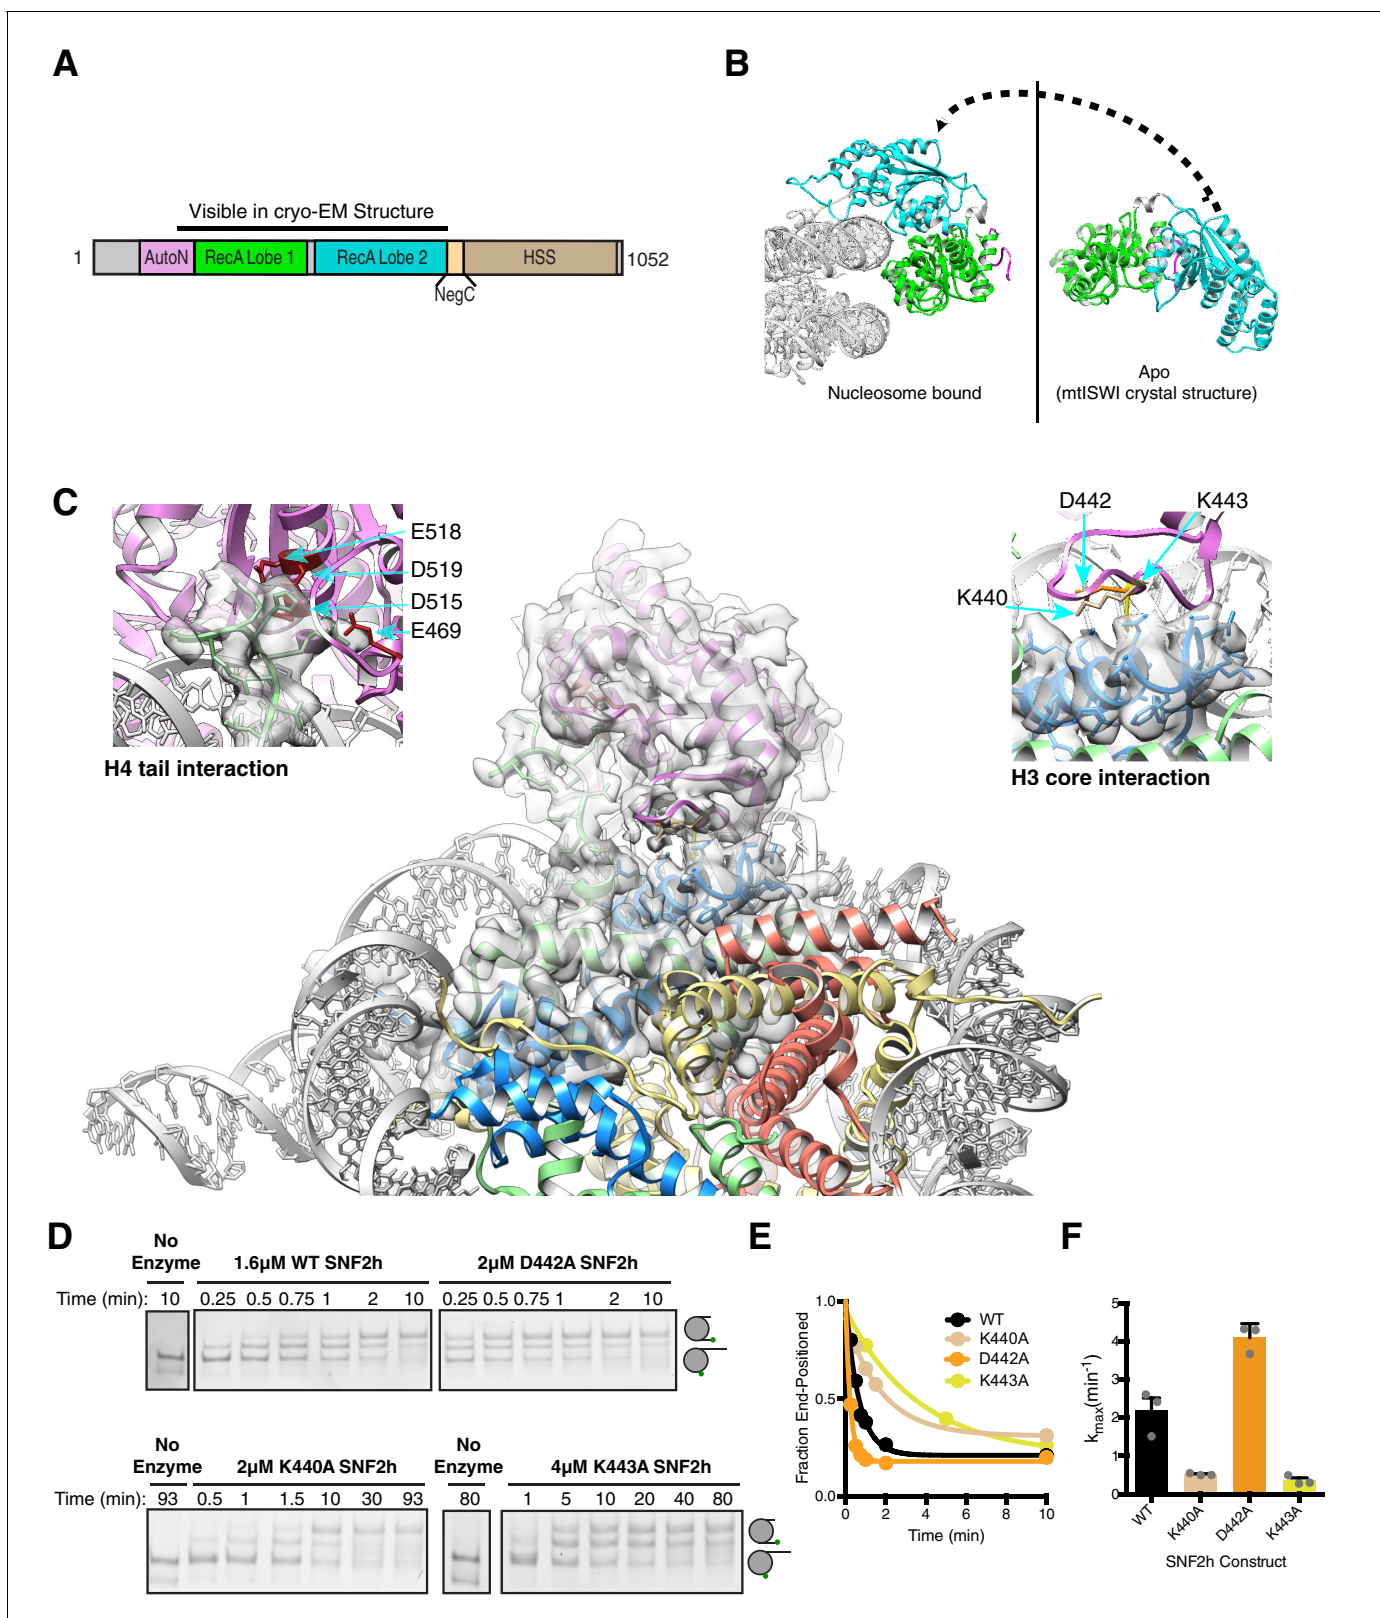 A
Visible in cryo-EM Structure
1 AutoN RecA Lobe 1 RecA Lobe 2 HSS 1052
NegC
B
Nucleosome bound
Apo
(mtISWI crystal structure)
C
E518
D519
D515
E469
H4 tail interaction
D442 K443
K440
H3 core interaction
D
No
Enzyme 1.6µM WT SNF2h 2µM D442A SNF2h
Time (min): 10 0.25 0.5 0.75 1 2 10 0.25 0.5 0.75 1 2 10
No
Enzyme 2µM K440A SNF2h
Time (min): 93 0.5 1 1.5 10 30 93
No
Enzyme 4µM K443A SNF2h
80 1 5 10 20 40 80
E
Fraction End-Positioned
1.0
0.5
0.0
WT
K440A
D442A
K443A
0 2 4 6 8 10
Time (min)
F
kmax(min-1)
5
4
3
2
1
0
WT K440A D442A K443A
SNF2h Construct